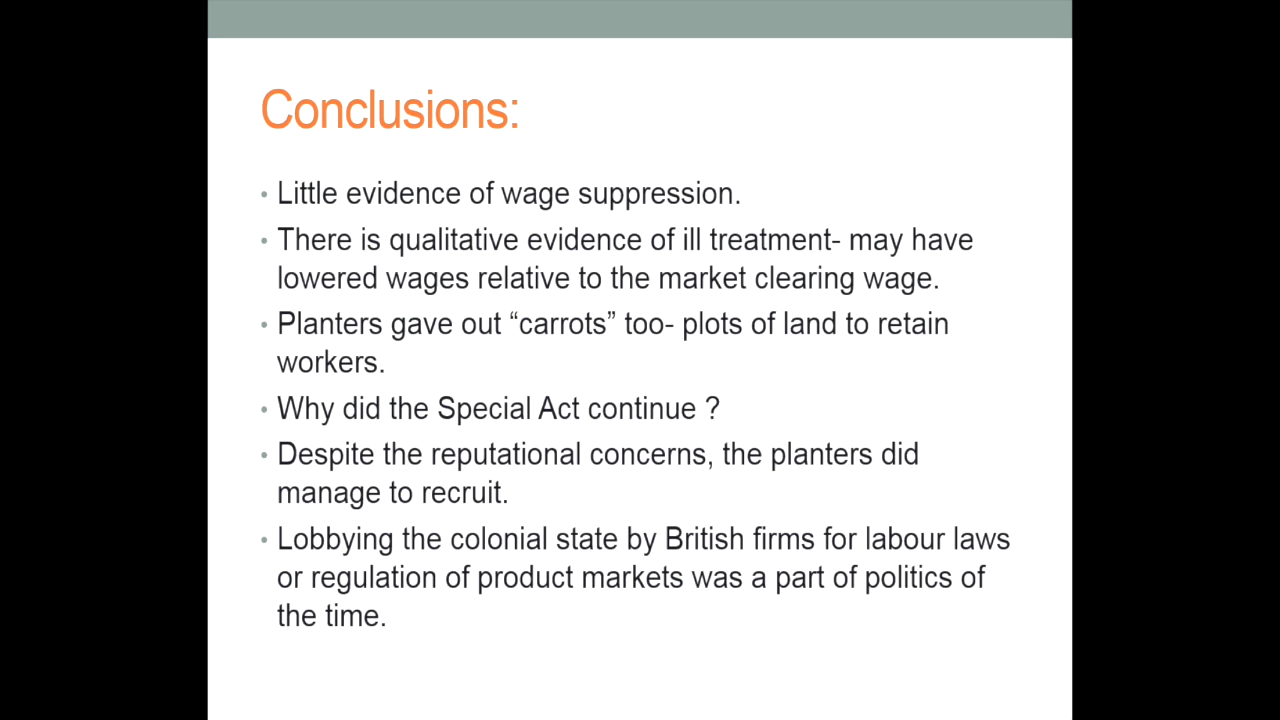 Conclusions:
• Little evidence of wage suppression.
• There is qualitative evidence of ill treatment- may have
lowered wages relative to the market clearing wage.
• Planters gave out “carrots” too- plots of land to retain
workers.
• Why did the Special Act continue ?
• Despite the reputational concerns, the planters did
manage to recruit.
• Lobbying the colonial state by British firms for labour laws
or regulation of product markets was a part of politics of
the time.